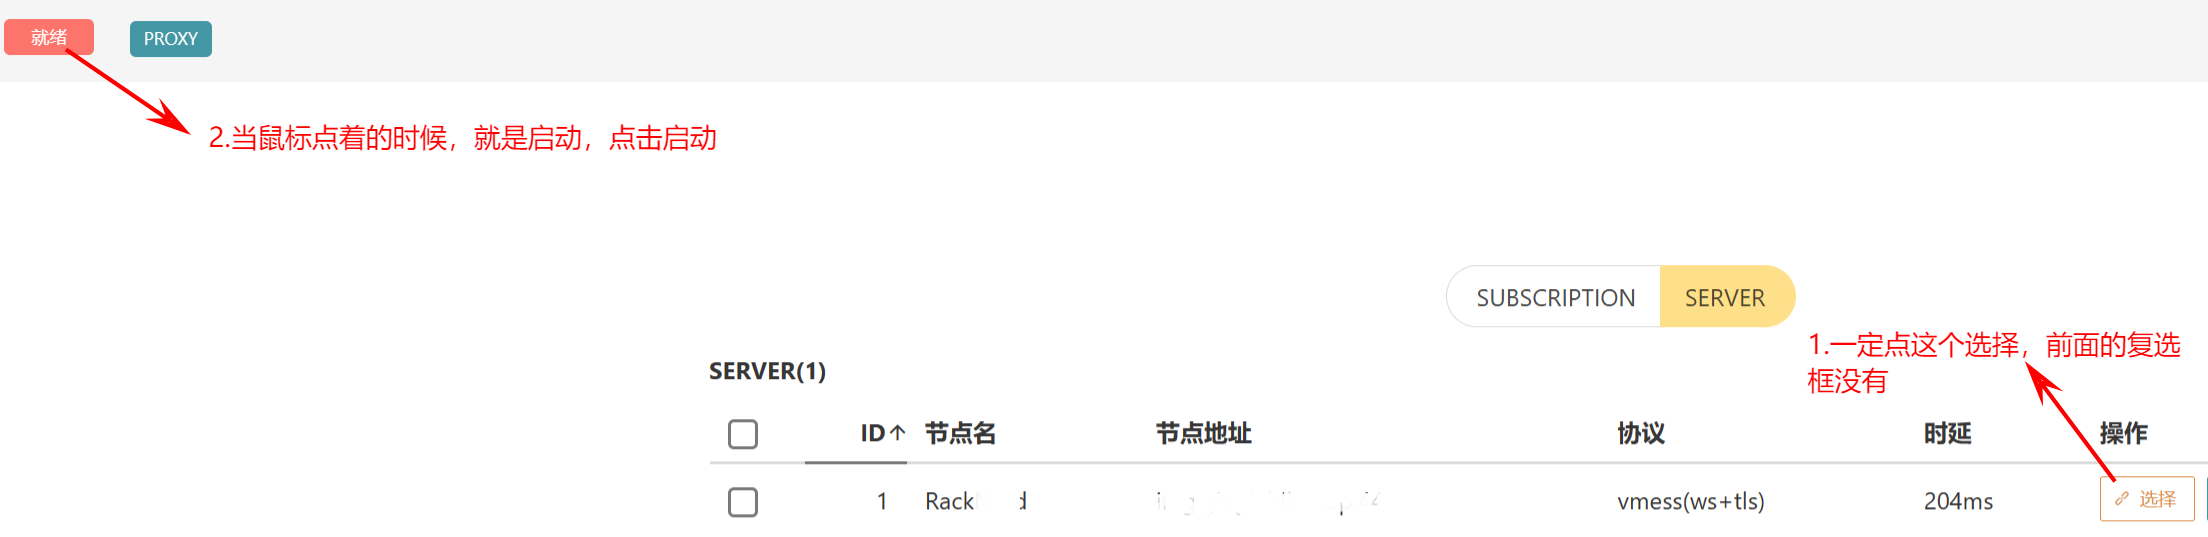 就绪
PROXY
2.当鼠标点着的时候，就是启动，点击启动
SUBSCRIPTION
SERVER
1.一定点这个选择，前面的复选
框没有
SERVER(1)
ID↑ 节点名 节点地址 协议 时延 操作
1 Rack vmess(ws+tls) 204ms 选择